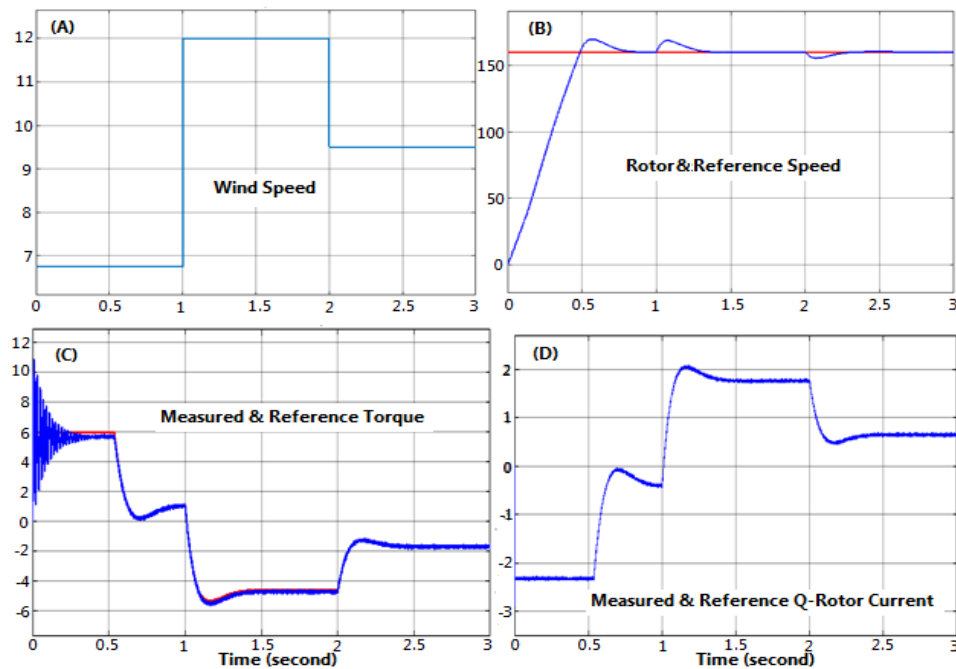 (A)
12
11
10
9
8
7
Wind Speed
0 0.5 1 1.5 2 2.5 3
(B)
150
100
50
0
Rotor&Reference Speed
0 0.5 1 1.5 2 2.5 3
(C)
12
10
8
6
4
2
0
-2
-4
-6
Measured & Reference Torque
0 0.5 1 1.5 2 2.5 3
Time (second)
(D)
2
1
0
-1
-2
-3
Measured & Reference Q-Rotor Current
0 0.5 1 1.5 2 2.5 3
Time (second)